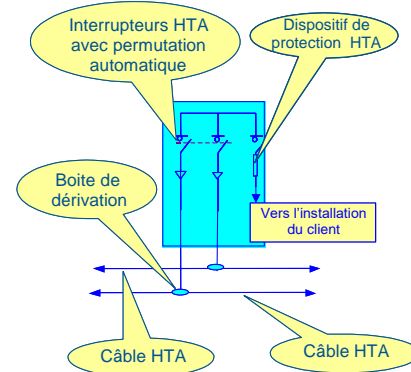 Interrupteurs HTA
avec permutation
automatique
Dispositif de
protection HTA
Boite de
dérivation
Vers l'installation
du client
Câble HTA
Câble HTA